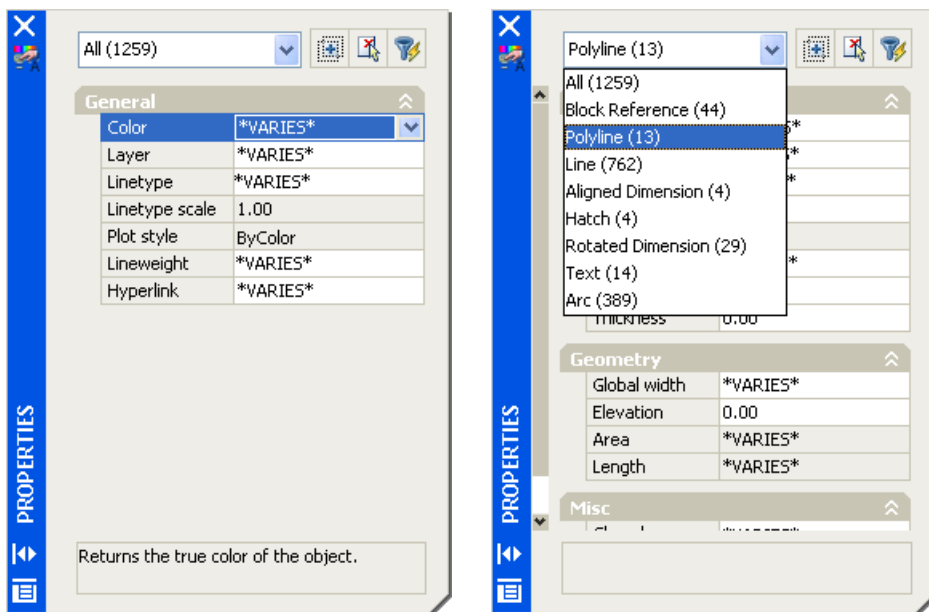 All (1259)
General
Color *VARIES*
Layer *VARIES*
Linetype *VARIES*
Linetype scale 1.00
Plot style ByColor
Lineweight *VARIES*
Hyperlink *VARIES*
PROPERTIES
Returns the true color of the object.
Polyline (13)
All (1259)
Block Reference (44)
Polyline (13)
Line (762)
Aligned Dimension (4)
Hatch (4)
Rotated Dimension (29)
Text (14)
Arc (389)
Thickness 0.00
Geometry
Global width *VARIES*
Elevation 0.00
Area *VARIES*
Length *VARIES*
Misc
PROPERTIES